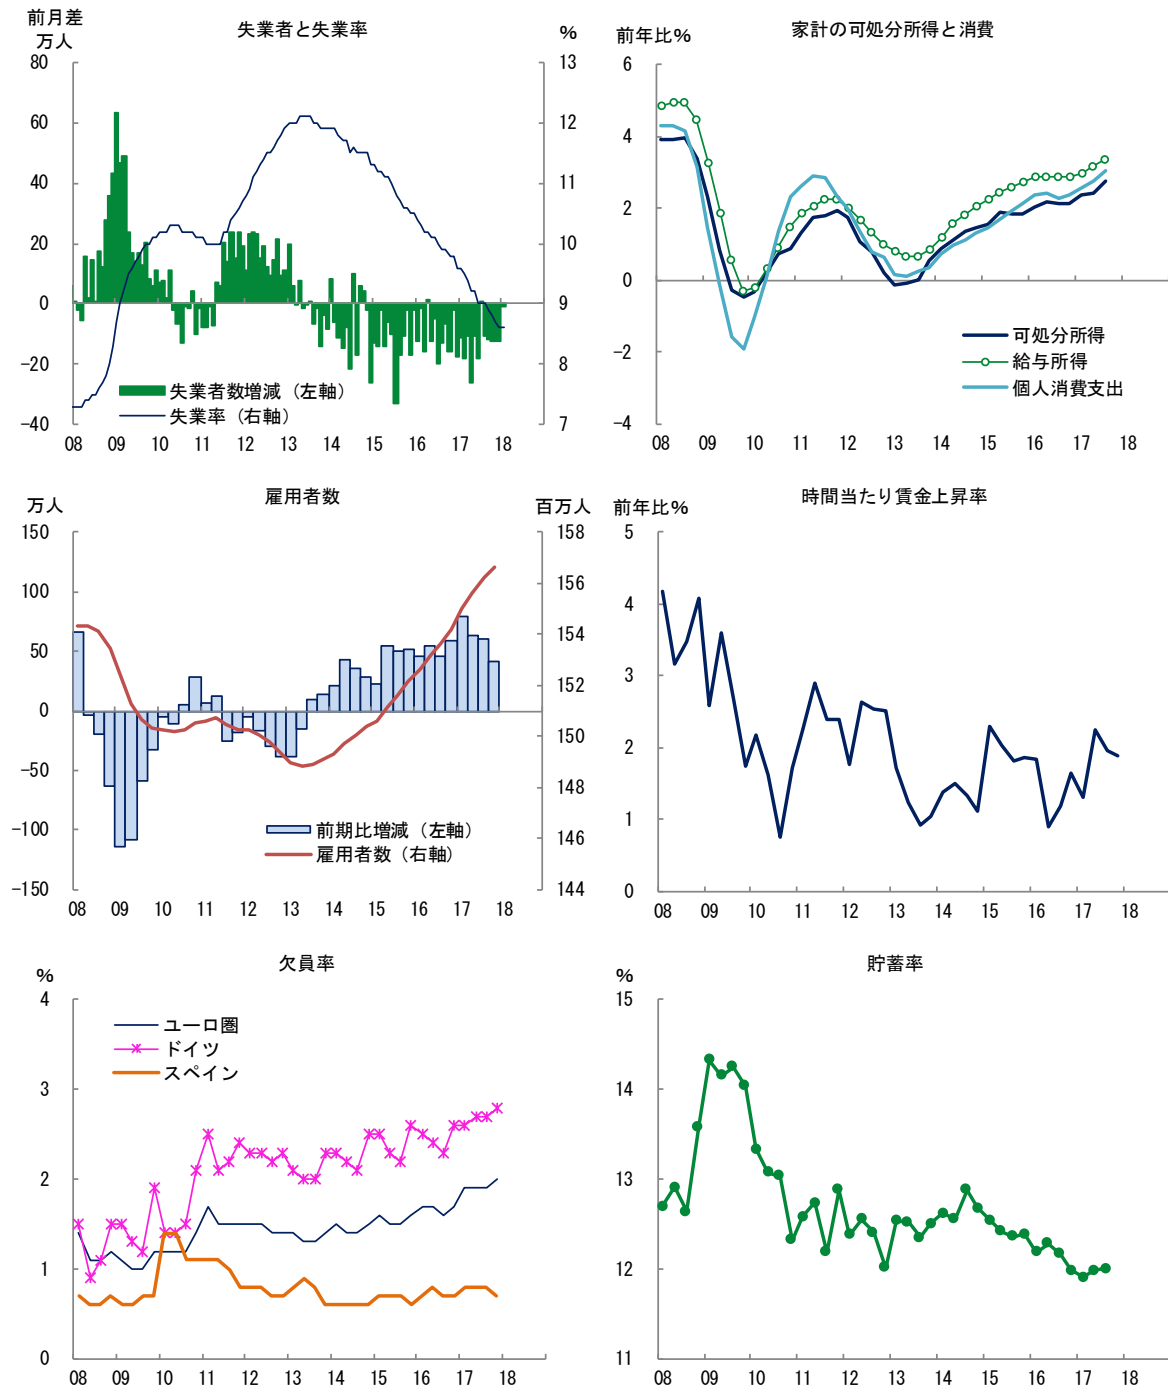 失業者と失業率
前月差
万人
%
80
60
40
20
0
−20
−40
13
12
11
10
9
8
7
失業者数増減（左軸）
失業率（右軸）
08 09 10 11 12 13 14 15 16 17 18
家計の可処分所得と消費
前年比%
6
4
2
0
−2
−4
可処分所得
給与所得
個人消費支出
08 09 10 11 12 13 14 15 16 17 18
雇用者数
万人
百万人
150
100
50
0
−50
−100
−150
158
156
154
152
150
148
146
144
前期比増減（左軸）
雇用者数（右軸）
08 09 10 11 12 13 14 15 16 17 18
時間当たり賃金上昇率
前年比%
5
4
3
2
1
0
08 09 10 11 12 13 14 15 16 17 18
欠員率
%
4
3
2
1
0
ユーロ圏
ドイツ
スペイン
08 09 10 11 12 13 14 15 16 17 18
貯蓄率
%
15
14
13
12
11
08 09 10 11 12 13 14 15 16 17 18